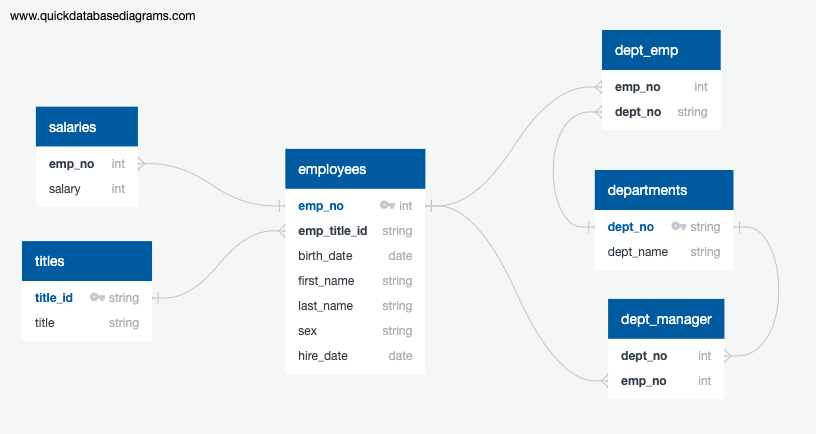 www.quickdatabasediagrams.com
salaries
emp_no int
salary int
titles
title_id string
title string
employees
emp_no int
emp_title_id string
birth_date date
first_name string
last_name string
sex string
hire_date date
dept_emp
emp_no int
dept_no string
departments
dept_no string
dept_name string
dept_manager
dept_no int
emp_no int